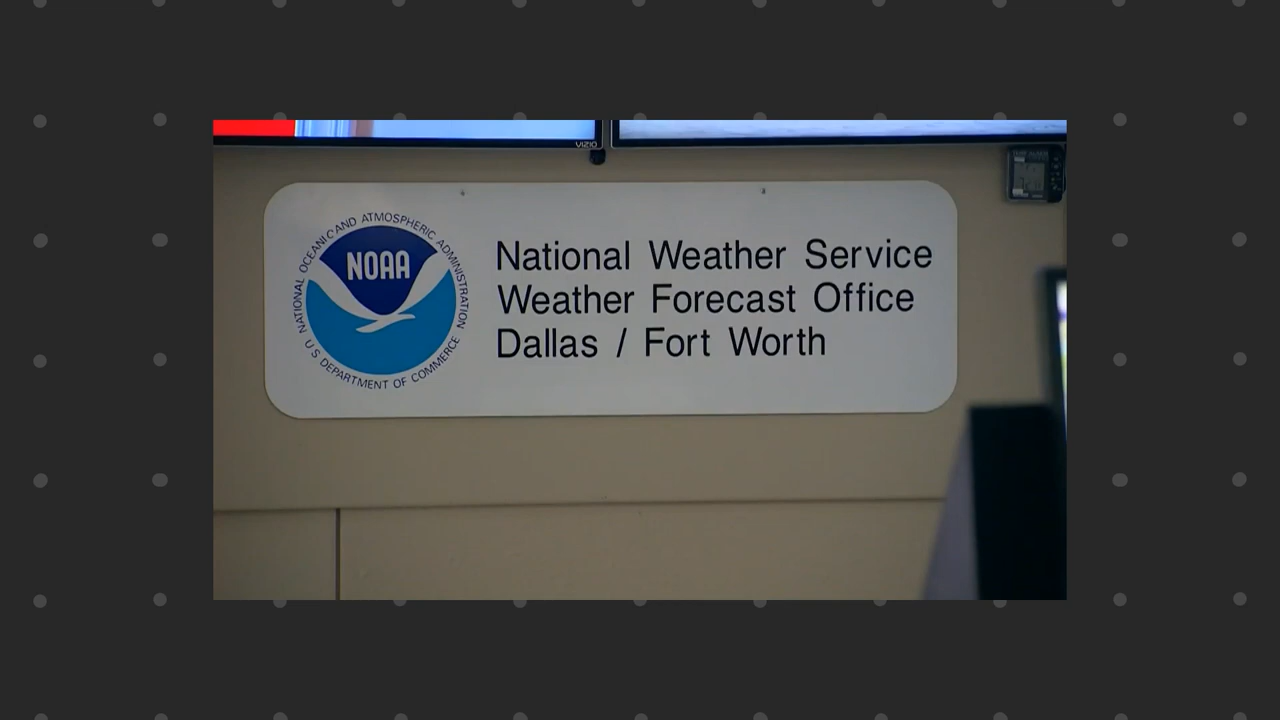 VIZIO
NOAA
NATIONAL OCEANIC AND ATMOSPHERIC ADMINISTRATION
U S DEPARTMENT OF COMMERCE
National Weather Service
Weather Forecast Office
Dallas / Fort Worth